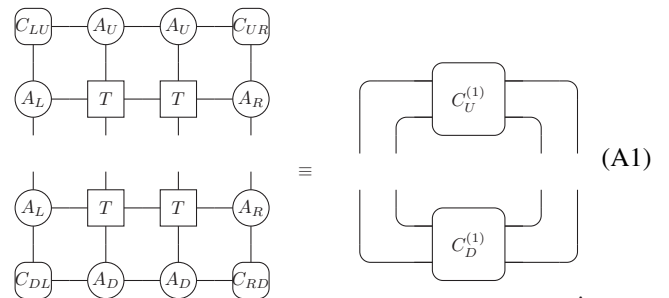 C_{LU} A_U A_U C_{UR}
A_L T T A_R
C_U^{(1)}
≡ (A1)
A_L T T A_R
C_D^{(1)}
C_{DL} A_D A_D C_{RD}